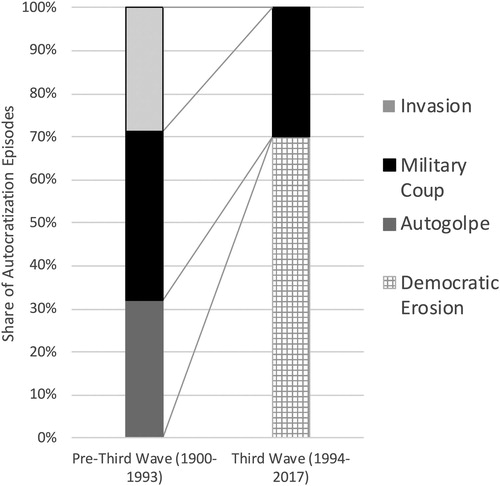 Share of Autocratization Episodes
100%
90%
80%
70%
60%
50%
40%
30%
20%
10%
0%
Pre-Third Wave (1900-
1993)
Third Wave (1994-
2017)
Invasion
Military
Coup
Autogolpe
Democratic
Erosion